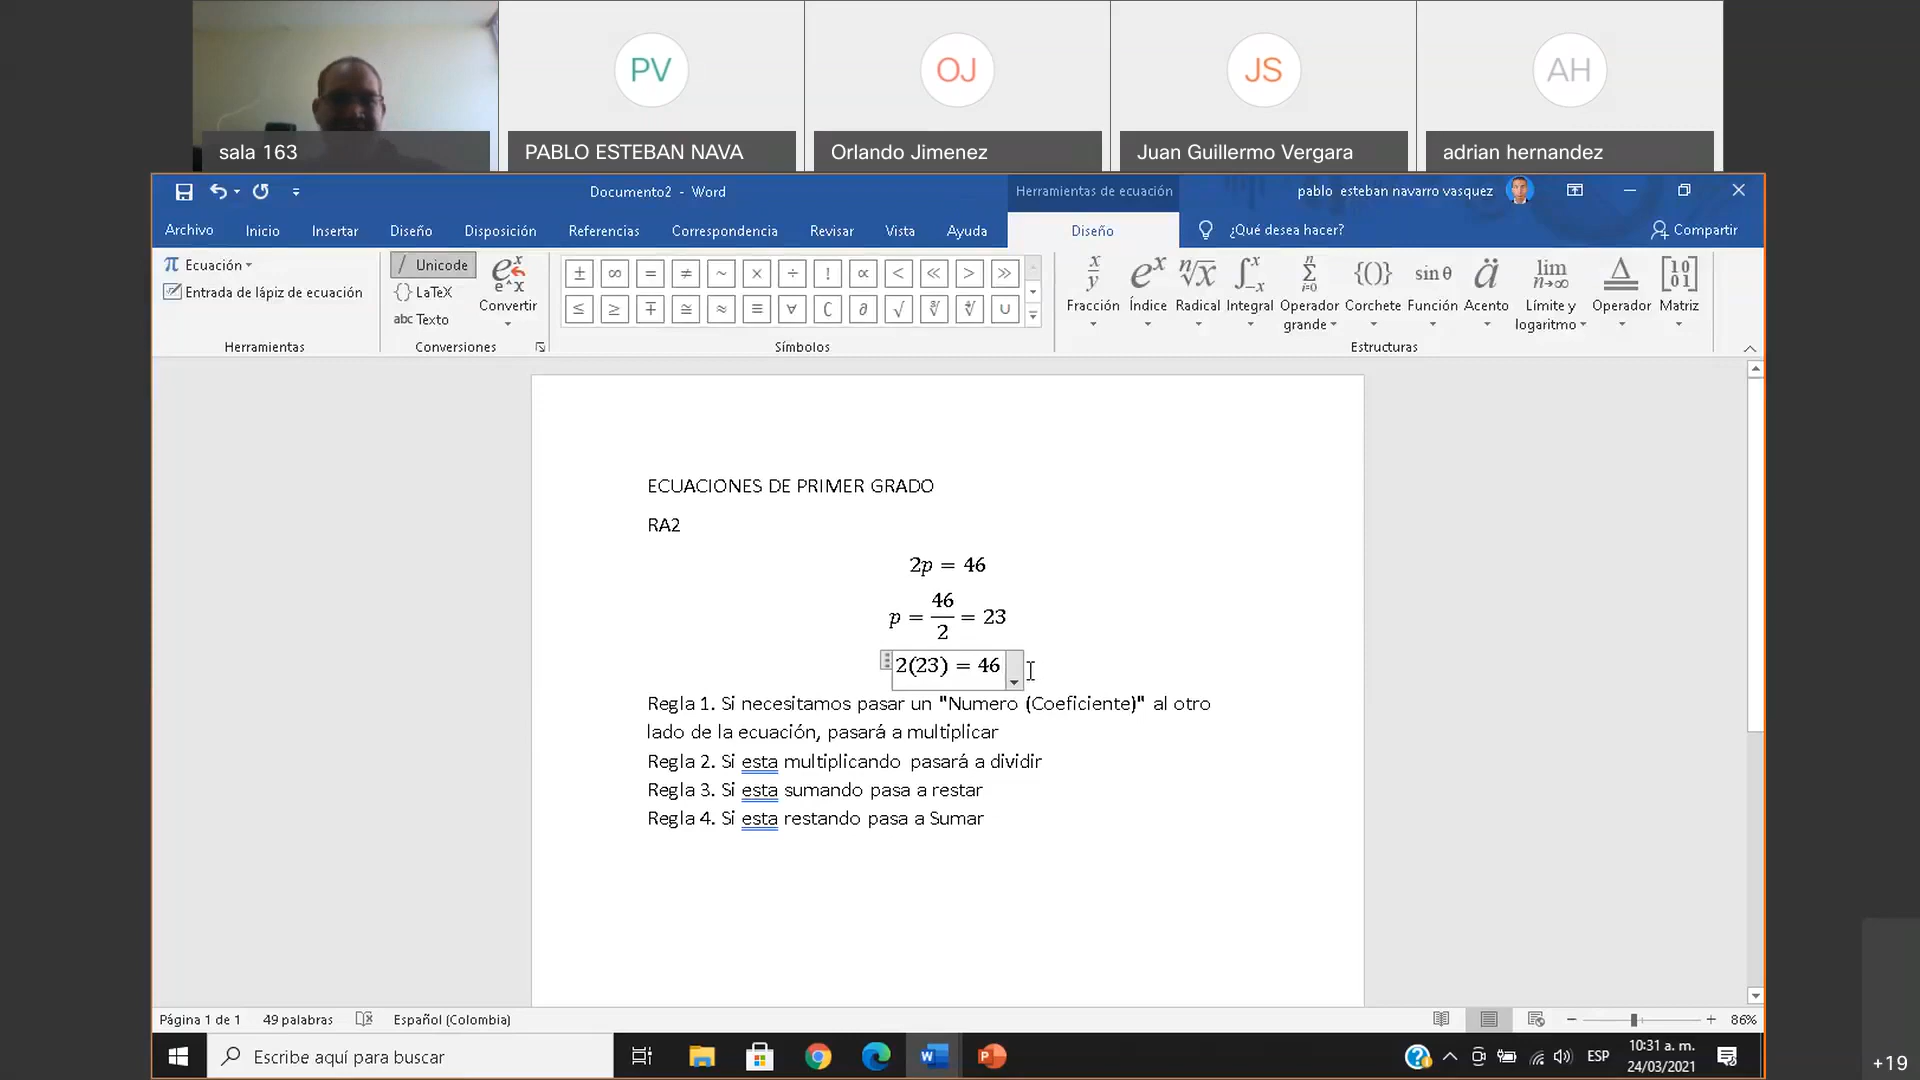 PV
OJ
JS
AH
sala 163
PABLO ESTEBAN NAVA
Orlando Jimenez
Juan Guillermo Vergara
adrian hernandez
Documento2 - Word
Herramientas de ecuación
pablo esteban navarro vasquez
Archivo Inicio Insertar Diseño Disposición Referencias Correspondencia Revisar Vista Ayuda Diseño ¿Qué desea hacer? Compartir
π Ecuación
Entrada de lápiz de ecuación
Herramientas
Unicode
{} LaTeX
abc Texto
Convertir
Conversiones
± ∞ = ≠ ~ × ÷ ! ∝ < ≪ > ≫
≤ ≥ ∓ ≅ ≈ ≡ ∀ ∁ ∂ √ ∛ ∜ ∪
Símbolos
Fracción Índice Radical Integral Operador grande Corchete Función Acento Límite y logaritmo Operador Matriz
Estructuras
ECUACIONES DE PRIMER GRADO
RA2
2p = 46
p = 46/2 = 23
2(23) = 46
Regla 1. Si necesitamos pasar un "Numero (Coeficiente)" al otro
lado de la ecuación, pasará a multiplicar
Regla 2. Si esta multiplicando pasará a dividir
Regla 3. Si esta sumando pasa a restar
Regla 4. Si esta restando pasa a Sumar
Página 1 de 1 49 palabras Español (Colombia) 86%
Escribe aquí para buscar
ESP
10:31 a. m.
24/03/2021
+19